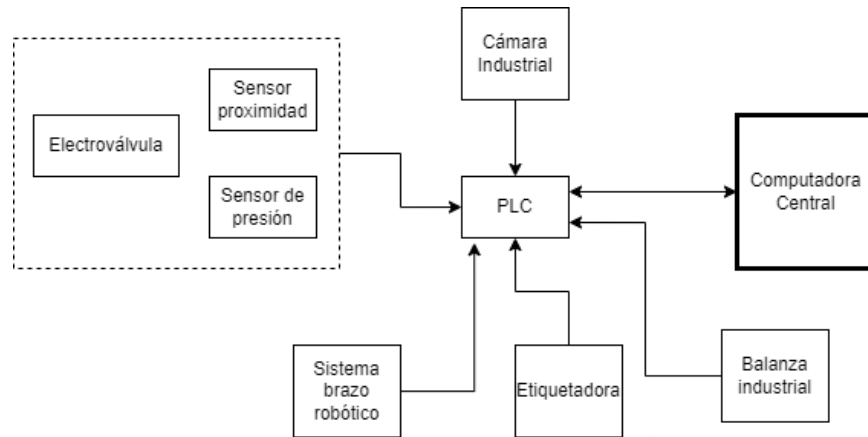 Cámara
Industrial
Sensor
proximidad
Electroválvula
Sensor de
presión
PLC
Computadora
Central
Sistema
brazo
robótico
Etiquetadora
Balanza
industrial